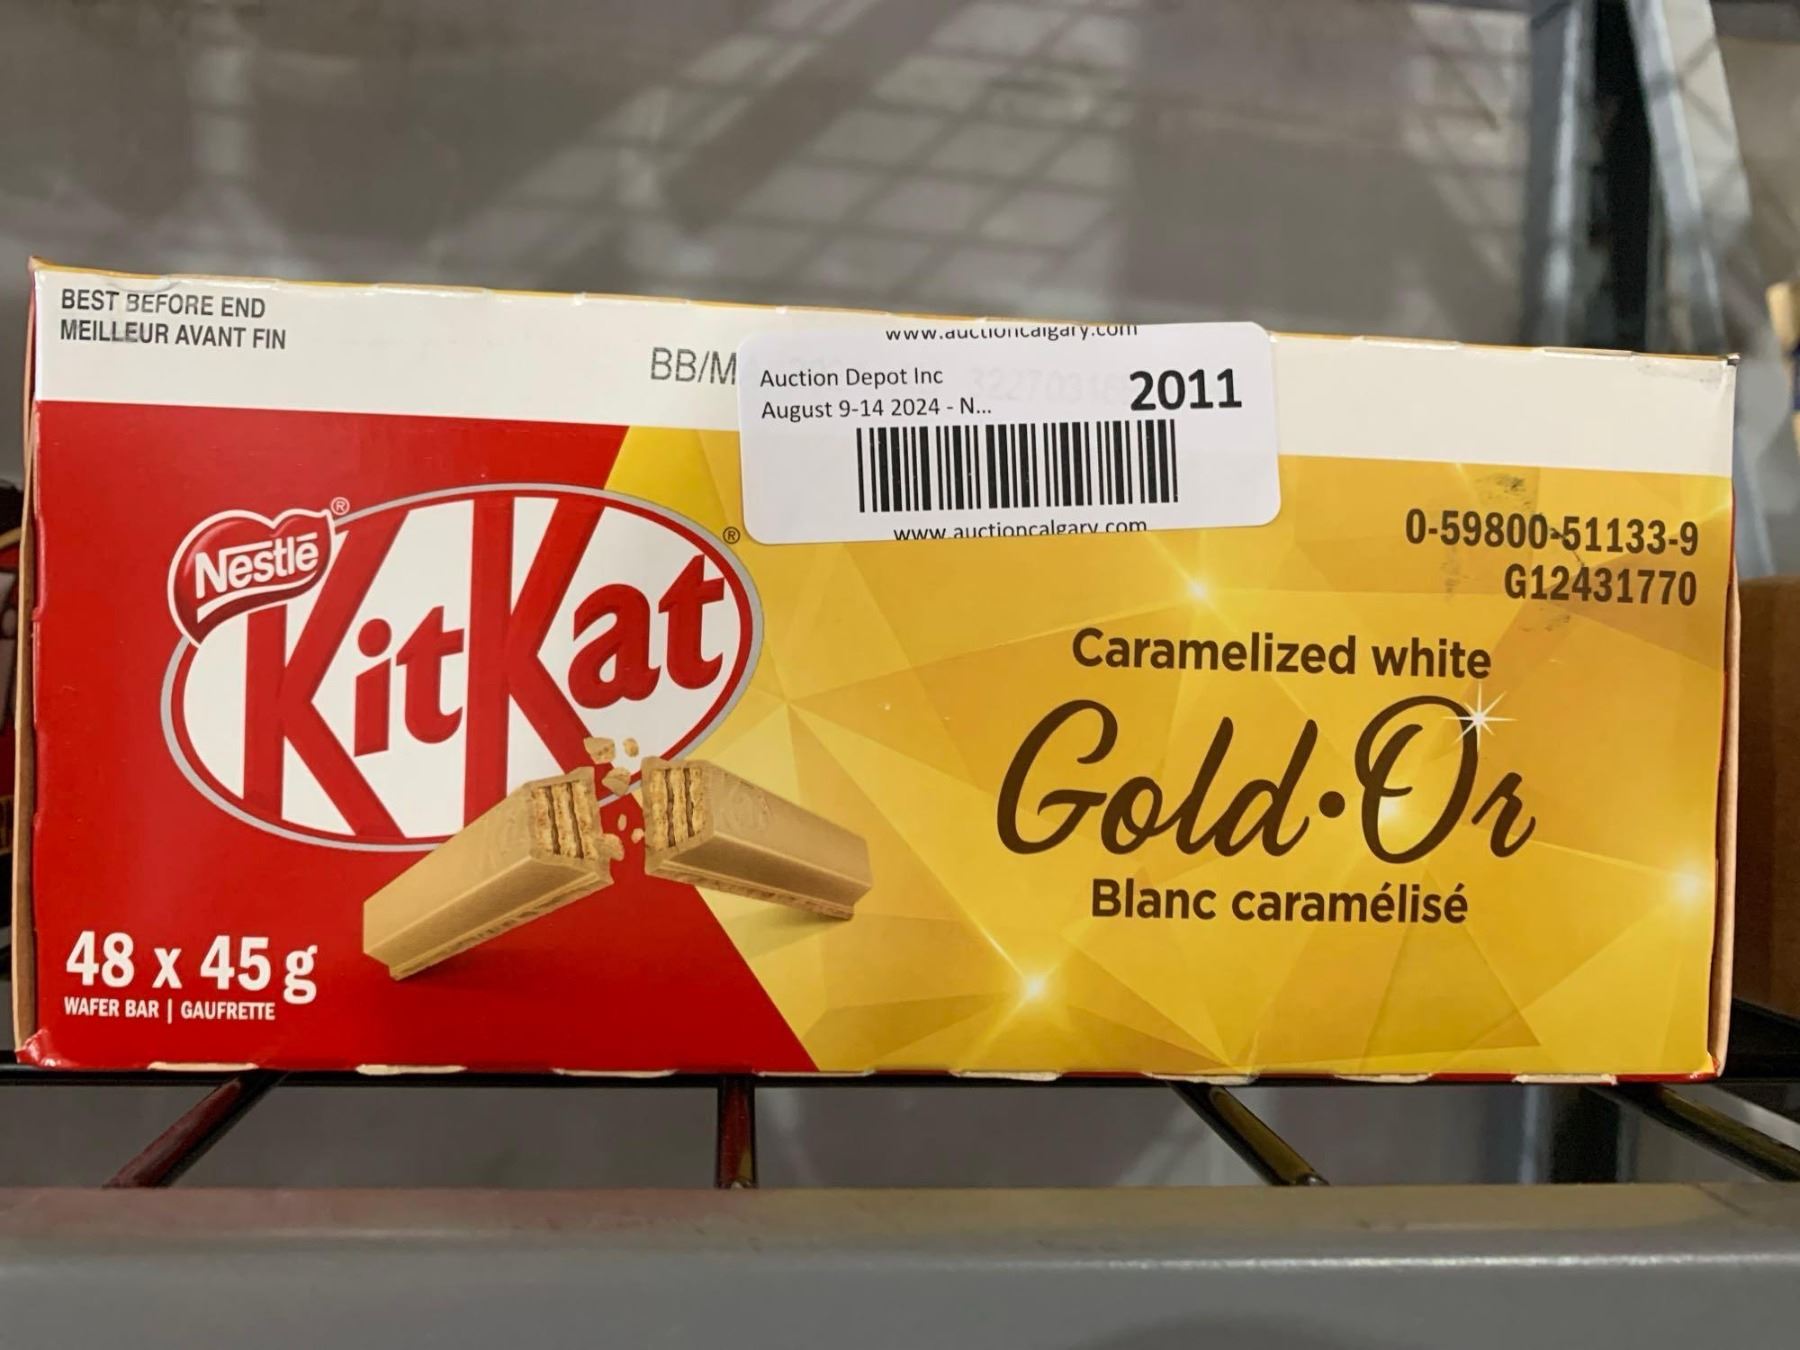 BEST BEFORE END
MEILLEUR AVANT FIN
BB/M
www.auctioncalgary.com
Auction Depot Inc
August 9-14 2024 - N...
2011
www.auctioncalgary.com
0-59800-51133-9
G12431770
Nestlē®
KitKat®
Caramelized white
Gold·Or
Blanc caramélisé
48 x 45 g
WAFER BAR | GAUFRETTE